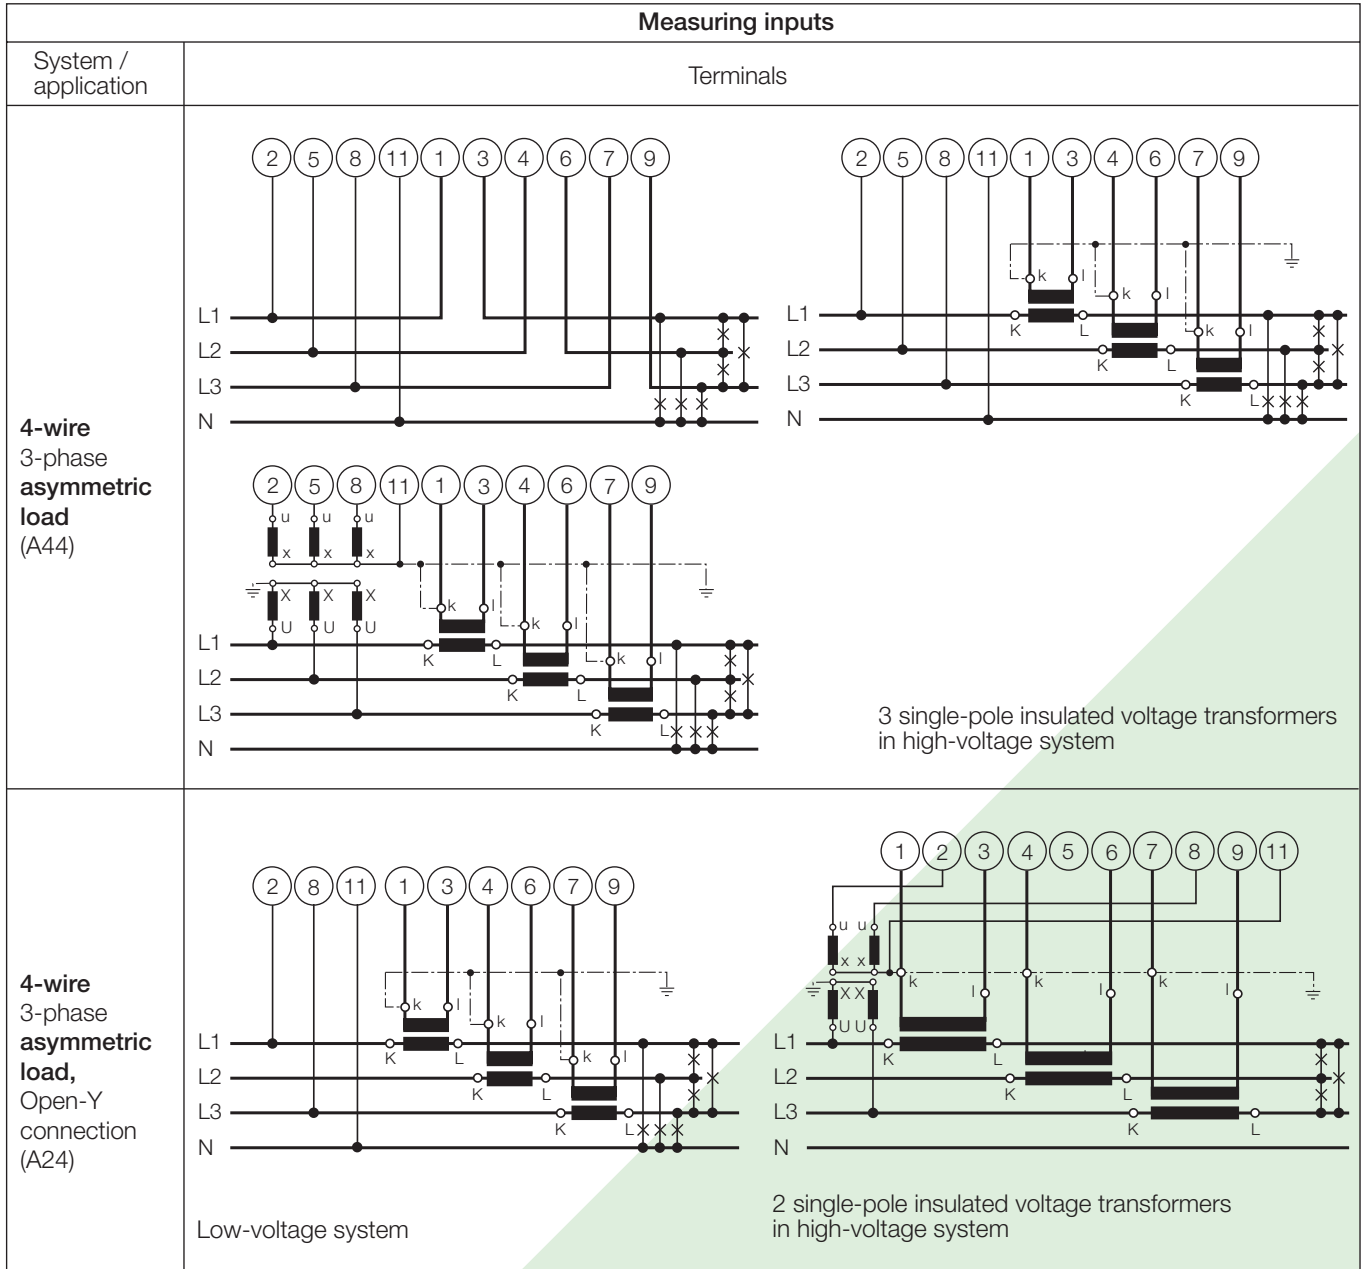 Measuring inputs
System /
application
Terminals
4-wire
3-phase
asymmetric
load
(A44)
2 5 8 11 1 3 4 6 7 9
L1
L2
L3
N
2 5 8 11 1 3 4 6 7 9
k l
k l
k l
L1
K L
L2
K L
L3
K L
N
2 5 8 11 1 3 4 6 7 9
u u u
x x x
X X X
U U U
k l
k l
k l
L1
K L
L2
K L
L3
K L
N
3 single-pole insulated voltage transformers
in high-voltage system
4-wire
3-phase
asymmetric
load,
Open-Y
connection
(A24)
2 8 11 1 3 4 6 7 9
k l
k l
k l
L1
K L
L2
K L
L3
K L
N
Low-voltage system
1 2 3 4 5 6 7 8 9 11
u u
x x
X X
U U
k k k
l l l
L1
K L
L2
K L
L3
K L
N
2 single-pole insulated voltage transformers
in high-voltage system